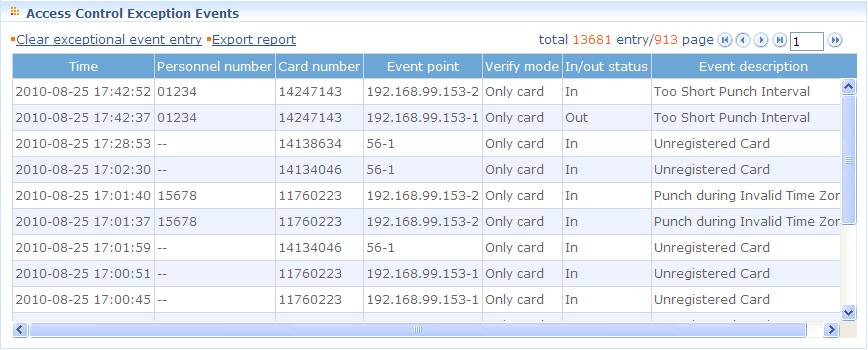 Access Control Exception Events
Clear exceptional event entry Export report total 13681 entry/913 page 1
Time Personnel number Card number Event point Verify mode In/out status Event description
2010-08-25 17:42:52 01234 14247143 192.168.99.153-2 Only card In Too Short Punch Interval
2010-08-25 17:42:37 01234 14247143 192.168.99.153-1 Only card Out Too Short Punch Interval
2010-08-25 17:28:53 -- 14138634 56-1 Only card In Unregistered Card
2010-08-25 17:02:30 -- 14134046 56-1 Only card In Unregistered Card
2010-08-25 17:01:40 15678 11760223 192.168.99.153-2 Only card In Punch during Invalid Time Zor
2010-08-25 17:01:37 15678 11760223 192.168.99.153-2 Only card In Punch during Invalid Time Zor
2010-08-25 17:01:59 -- 14134046 56-1 Only card In Unregistered Card
2010-08-25 17:00:51 -- 11760223 192.168.99.153-1 Only card In Unregistered Card
2010-08-25 17:00:45 -- 11760223 192.168.99.153-1 Only card In Unregistered Card